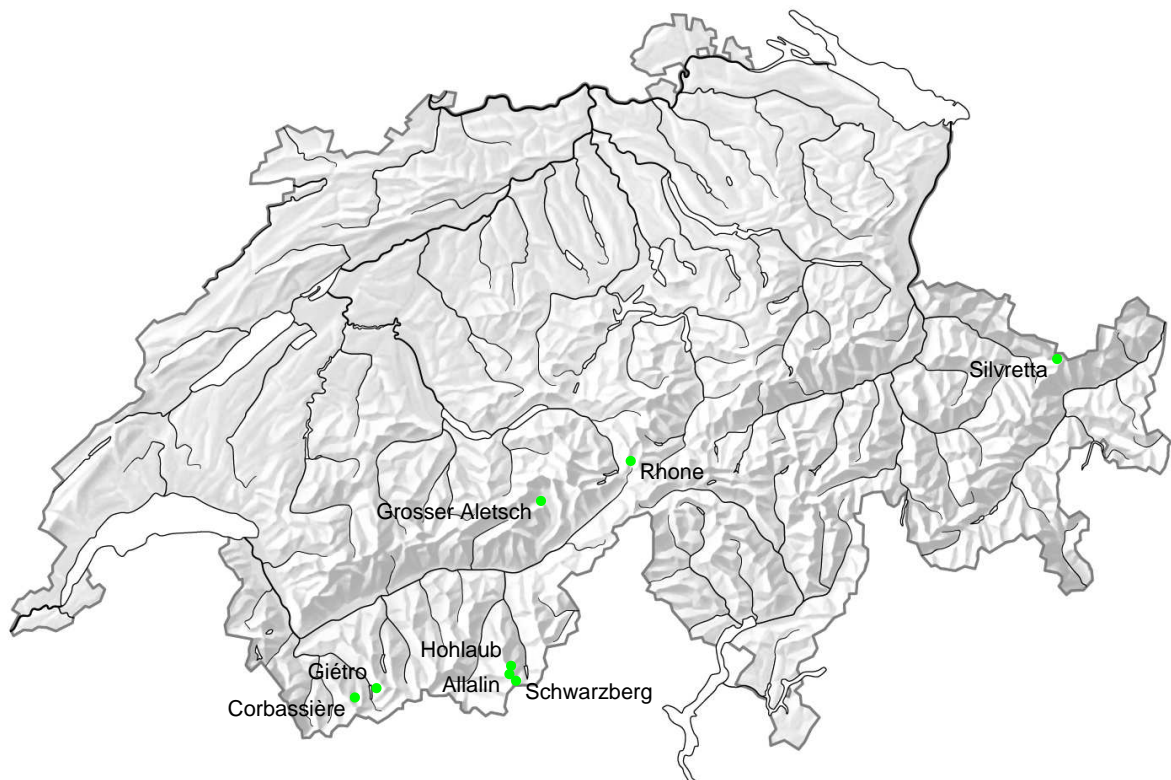 Silvretta
Rhone
Grosser Aletsch
Hohlaub
Giétro
Allalin
Schwarzberg
Corbassière